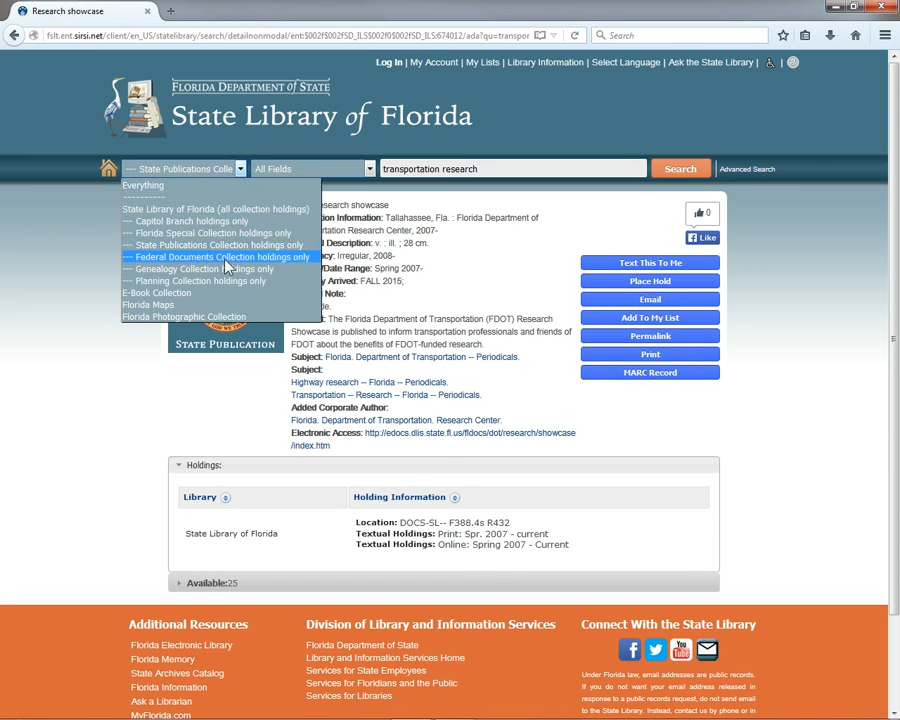 Research showcase
fslt.ent.sirsi.net/client/en_US/statelibrary/search/detailnonmodal/ent:$002f$002fSD_ILS$002f0$002fSD_ILS:674012/ada?qu=transpor
Search
Log In | My Account | My Lists | Library Information | Select Language | Ask the State Library |
FLORIDA DEPARTMENT of STATE
State Library of Florida
--- State Publications Colle
All Fields
transportation research
Search
Advanced Search
Everything
----------
State Library of Florida (all collection holdings)
--- Capitol Branch holdings only
--- Florida Special Collection holdings only
--- State Publications Collection holdings only
--- Federal Documents Collection holdings only
--- Genealogy Collection holdings only
--- Planning Collection holdings only
E-Book Collection
Florida Maps
Florida Photographic Collection
STATE PUBLICATION
esearch showcase
on Information: Tallahassee, Fla. : Florida Department of
rtation Research Center, 2007-
l Description: v. : ill. ; 28 cm.
cy: Irregular, 2008-
/Date Range: Spring 2007-
y Arrived: FALL 2015;
l Note:
tle.
t: The Florida Department of Transportation (FDOT) Research
Showcase is published to inform transportation professionals and friends of
FDOT about the benefits of FDOT-funded research.
Subject: Florida. Department of Transportation -- Periodicals.
Subject:
Highway research -- Florida -- Periodicals.
Transportation -- Research -- Florida -- Periodicals.
Added Corporate Author:
Florida. Department of Transportation. Research Center.
Electronic Access: http://edocs.dlis.state.fl.us/fldocs/dot/research/showcase
/index.htm
0
Like
Text This To Me
Place Hold
Email
Add To My List
Permalink
Print
MARC Record
Holdings:
Library
Holding Information
State Library of Florida
Location: DOCS-SL-- F388.4s R432
Textual Holdings: Print: Spr. 2007 - current
Textual Holdings: Online: Spring 2007 - Current
Available:25
Additional Resources
Florida Electronic Library
Florida Memory
State Archives Catalog
Florida Information
Ask a Librarian
MyFlorida.com
Division of Library and Information Services
Florida Department of State
Library and Information Services Home
Services for State Employees
Services for Floridians and the Public
Services for Libraries
Connect With the State Library
You
Tube
Under Florida law, email addresses are public records.
If you do not want your email address released in
response to a public records request, do not send email
to the State Library. Instead, contact us by phone or in